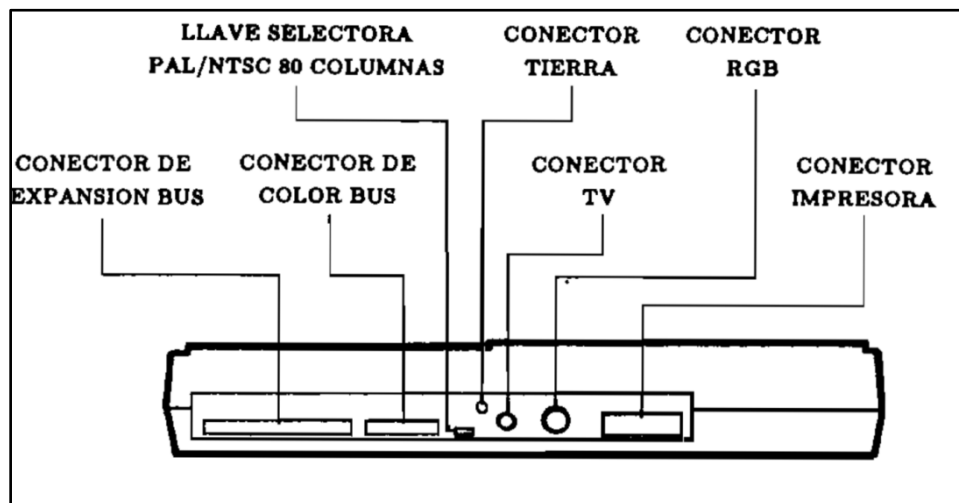 LLAVE SELECTORA
PAL/NTSC 80 COLUMNAS
CONECTOR
TIERRA
CONECTOR
RGB
CONECTOR DE
EXPANSION BUS
CONECTOR DE
COLOR BUS
CONECTOR
TV
CONECTOR
IMPRESORA